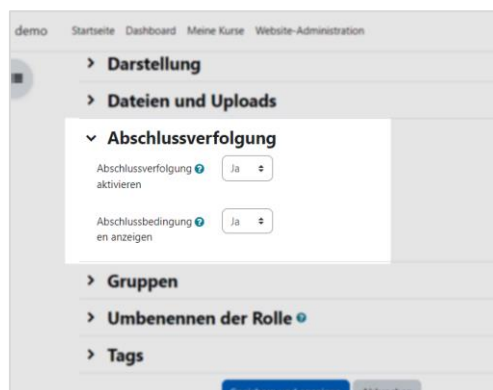 demo Startseite Dashboard Meine Kurse Website-Administration
Darstellung
Dateien und Uploads
Abschlussverfolgung
Abschlussverfolgung Ja
aktivieren
Abschlussbedingung Ja
en anzeigen
Gruppen
Umbenennen der Rolle
Tags